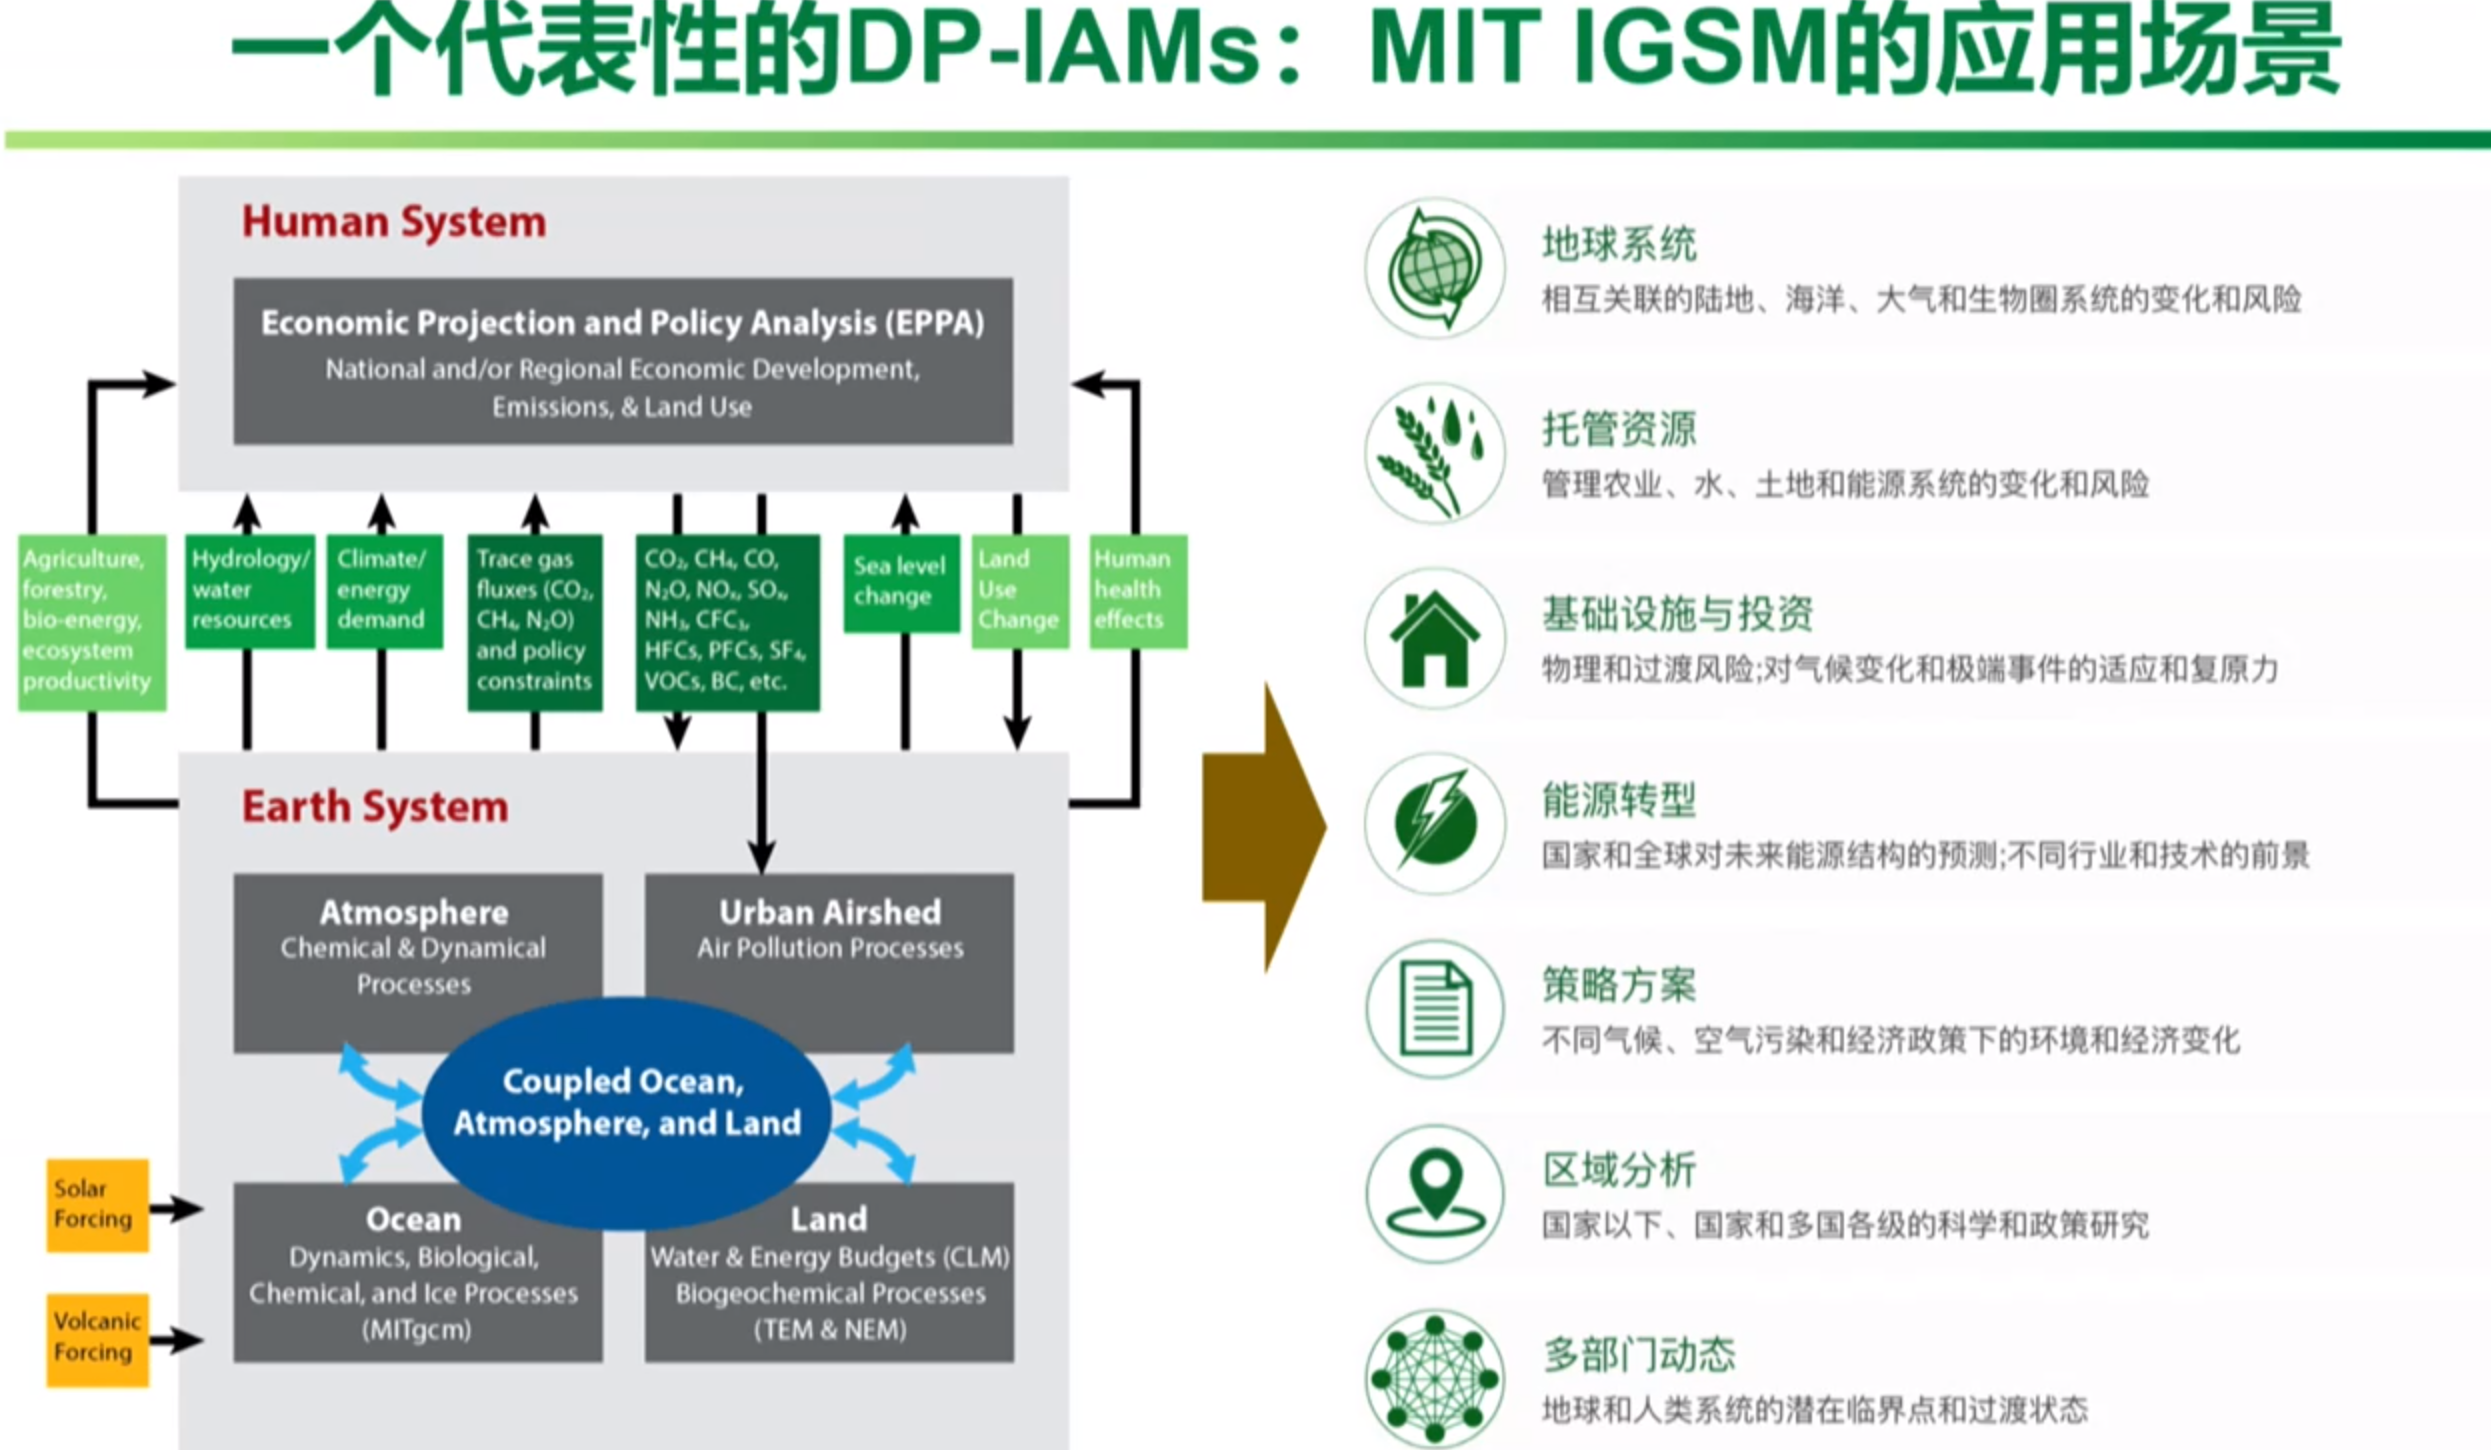 一个代表性的DP-IAMs：MIT IGSM的应用场景
Human System
Economic Projection and Policy Analysis (EPPA)
National and/or Regional Economic Development,
Emissions, & Land Use
Agriculture,
forestry,
bio-energy,
ecosystem
productivity
Hydrology/
water
resources
Climate/
energy
demand
Trace gas
fluxes (CO₂,
CH₄, N₂O)
and policy
constraints
CO₂, CH₄, CO,
N₂O, NOₓ, SOₓ,
NH₃, CFC₃,
HFCs, PFCs, SF₄,
VOCs, BC, etc.
Sea level
change
Land
Use
Change
Human
health
effects
Earth System
Atmosphere
Chemical & Dynamical
Processes
Urban Airshed
Air Pollution Processes
Coupled Ocean,
Atmosphere, and Land
Solar
Forcing
Volcanic
Forcing
Ocean
Dynamics, Biological,
Chemical, and Ice Processes
(MITgcm)
Land
Water & Energy Budgets (CLM)
Biogeochemical Processes
(TEM & NEM)
地球系统
相互关联的陆地、海洋、大气和生物圈系统的变化和风险
托管资源
管理农业、水、土地和能源系统的变化和风险
基础设施与投资
物理和过渡风险;对气候变化和极端事件的适应和复原力
能源转型
国家和全球对未来能源结构的预测;不同行业和技术的前景
策略方案
不同气候、空气污染和经济政策下的环境和经济变化
区域分析
国家以下、国家和多国各级的科学和政策研究
多部门动态
地球和人类系统的潜在临界点和过渡状态